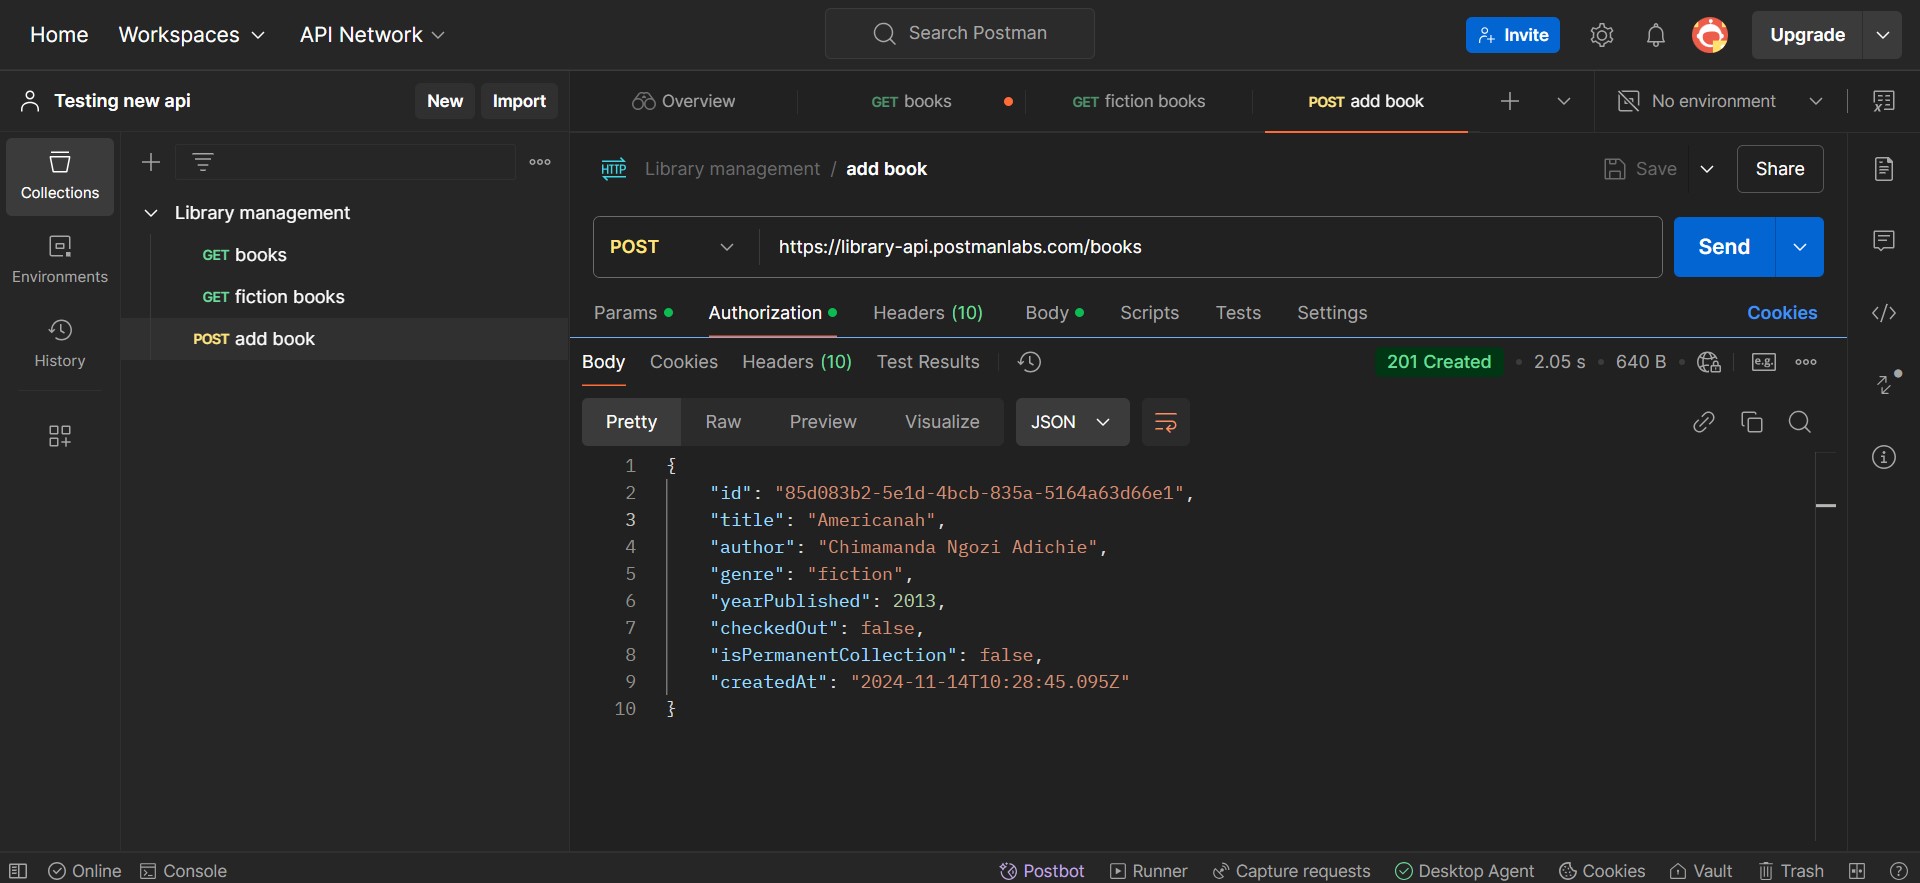 Home Workspaces API Network Search Postman Invite Upgrade
Testing new api New Import Overview GET books GET fiction books POST add book No environment
Collections
Library management
GET books
GET fiction books
POST add book
Environments
History
HTTP Library management / add book Save Share
POST https://library-api.postmanlabs.com/books Send
Params Authorization Headers (10) Body Scripts Tests Settings Cookies
Body Cookies Headers (10) Test Results 201 Created 2.05 s 640 B e.g.
Pretty Raw Preview Visualize JSON
1 {
2 "id": "85d083b2-5e1d-4bcb-835a-5164a63d66e1",
3 "title": "Americanah",
4 "author": "Chimamanda Ngozi Adichie",
5 "genre": "fiction",
6 "yearPublished": 2013,
7 "checkedOut": false,
8 "isPermanentCollection": false,
9 "createdAt": "2024-11-14T10:28:45.095Z"
10 }
Online Console Postbot Runner Capture requests Desktop Agent Cookies Vault Trash